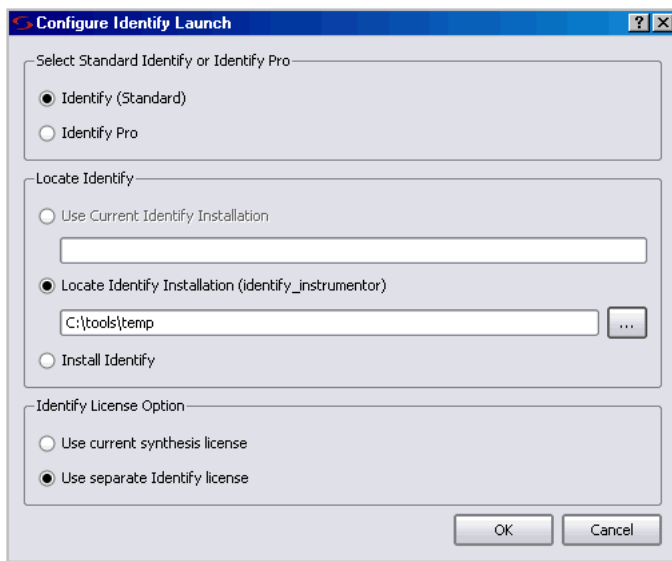 Configure Identify Launch
Select Standard Identify or Identify Pro
Identify (Standard)
Identify Pro
Locate Identify
Use Current Identify Installation
Locate Identify Installation (identify_instrumentor)
C:\tools\temp
...
Install Identify
Identify License Option
Use current synthesis license
Use separate Identify license
OK Cancel